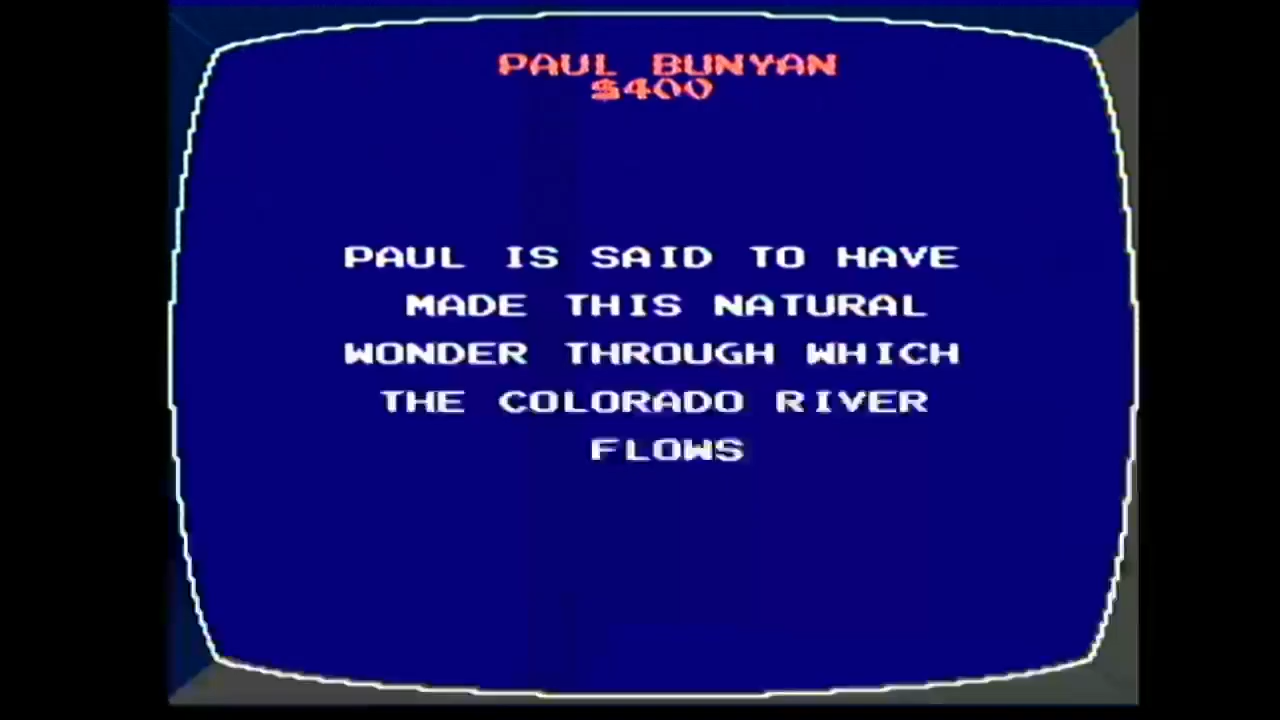 PAUL BUNYAN
$400
PAUL IS SAID TO HAVE
MADE THIS NATURAL
WONDER THROUGH WHICH
THE COLORADO RIVER
FLOWS